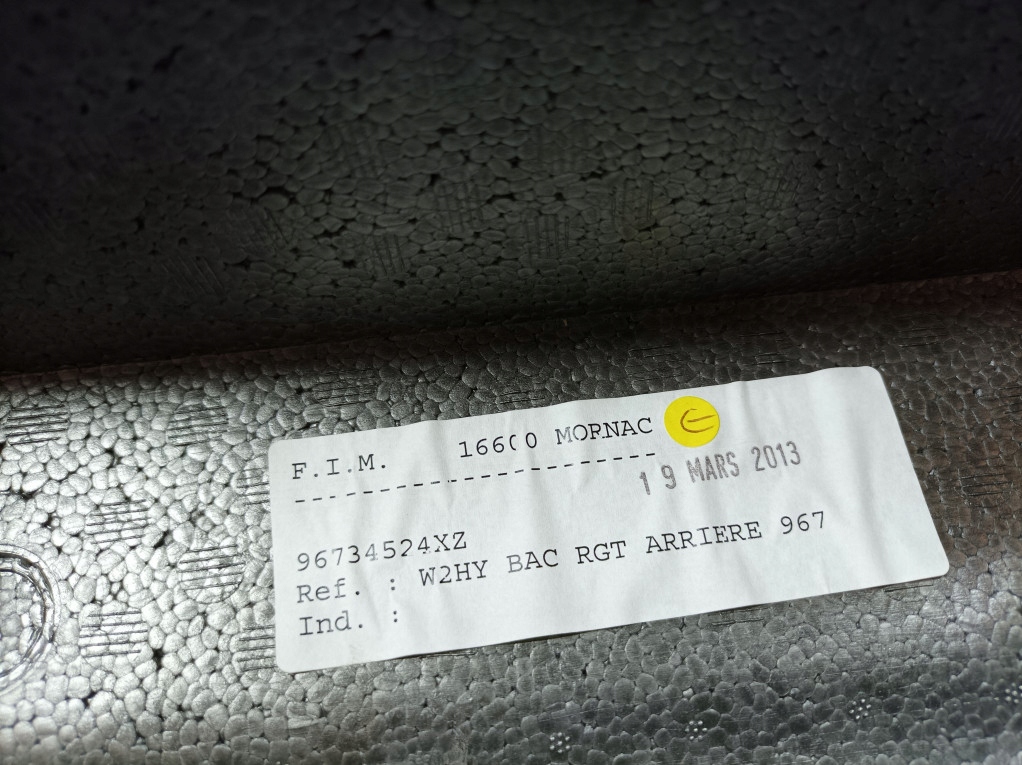 F.I.M. 16600 MORNAC
--------------------
19 MARS 2013
96734524XZ
Ref. : W2HY BAC RGT ARRIERE 967
Ind. :